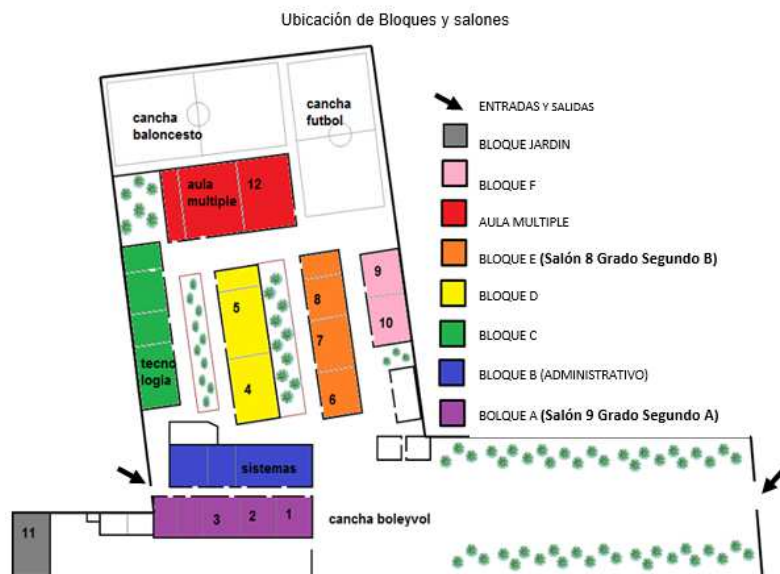 Ubicación de Bloques y salones
cancha
baloncesto
cancha
futbol
aula
multiple
12
5
4
8
7
6
9
10
tecno
logia
sistemas
3
2
1
11
cancha boleyvol
ENTRADAS Y SALIDAS
BLOQUE JARDIN
BLOQUE F
AULA MULTIPLE
BLOQUE E (Salón 8 Grado Segundo B)
BLOQUE D
BLOQUE C
BLOQUE B (ADMINISTRATIVO)
BOLQUE A (Salón 9 Grado Segundo A)